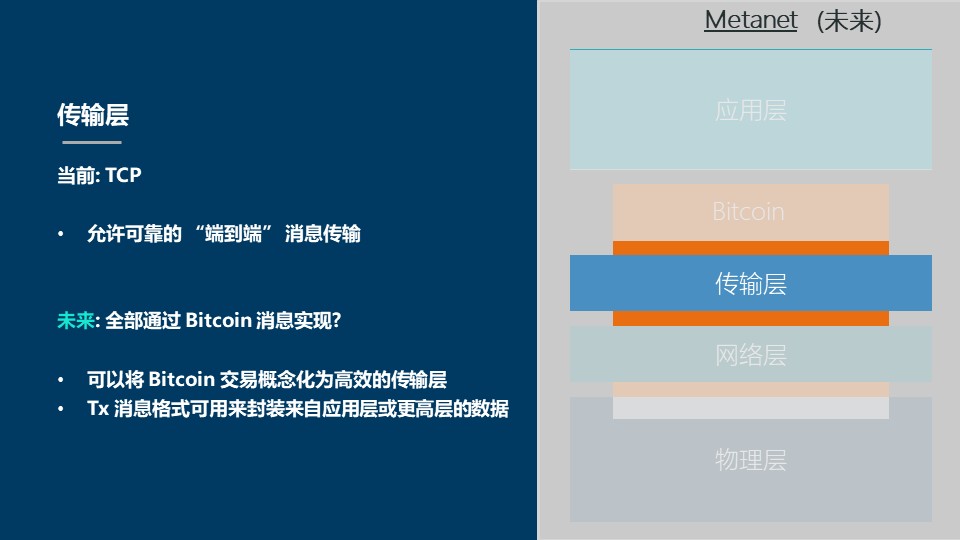 传输层
当前: TCP
• 允许可靠的 “端到端” 消息传输
未来: 全部通过 Bitcoin 消息实现?
• 可以将 Bitcoin 交易概念化为高效的传输层
• Tx 消息格式可用来封装来自应用层或更高层的数据
Metanet (未来)
应用层
Bitcoin
传输层
网络层
物理层